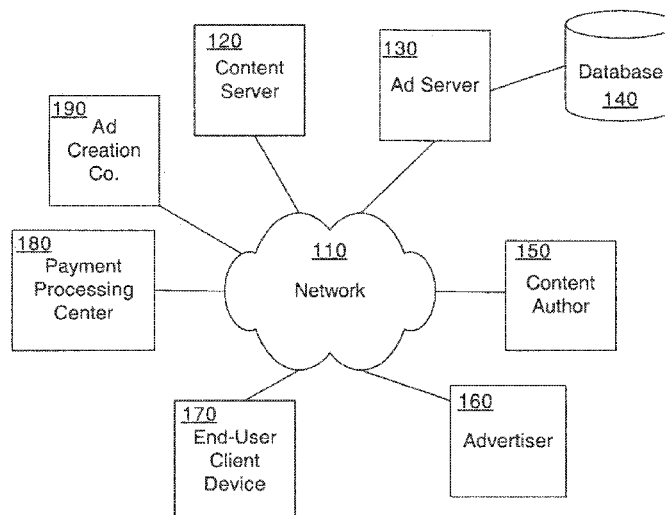 120
Content
Server
130
Ad Server
Database
140
190
Ad
Creation
Co.
110
Network
180
Payment
Processing
Center
150
Content
Author
170
End-User
Client
Device
160
Advertiser